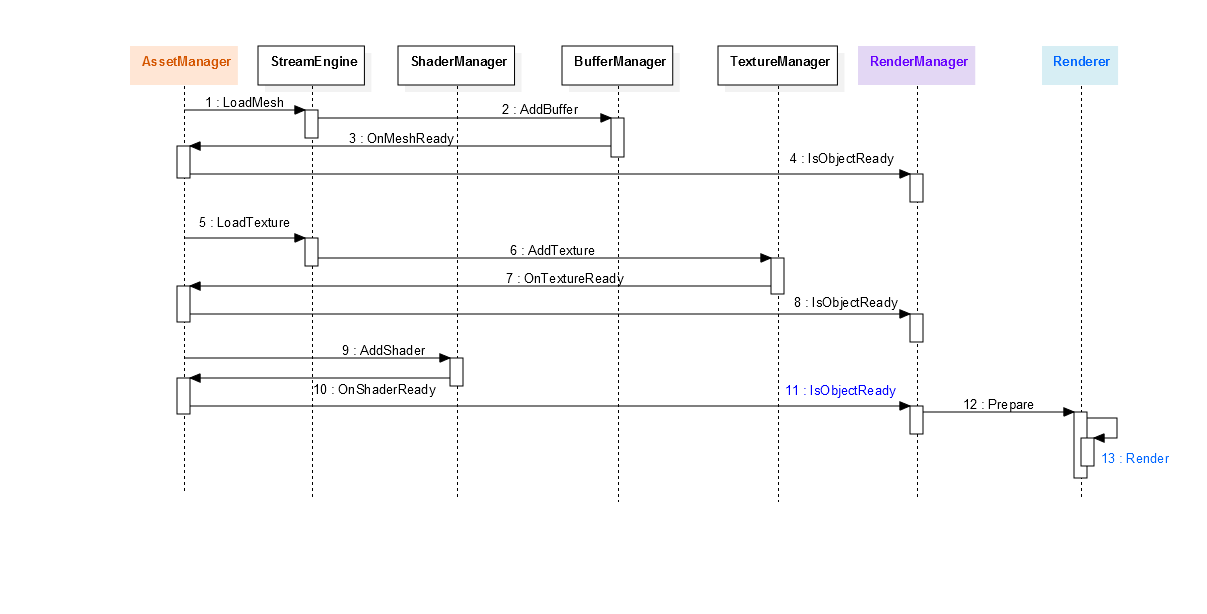 AssetManager
StreamEngine
ShaderManager
BufferManager
TextureManager
RenderManager
Renderer
1 : LoadMesh
2 : AddBuffer
3 : OnMeshReady
4 : IsObjectReady
5 : LoadTexture
6 : AddTexture
7 : OnTextureReady
8 : IsObjectReady
9 : AddShader
10 : OnShaderReady
11 : IsObjectReady
12 : Prepare
13 : Render